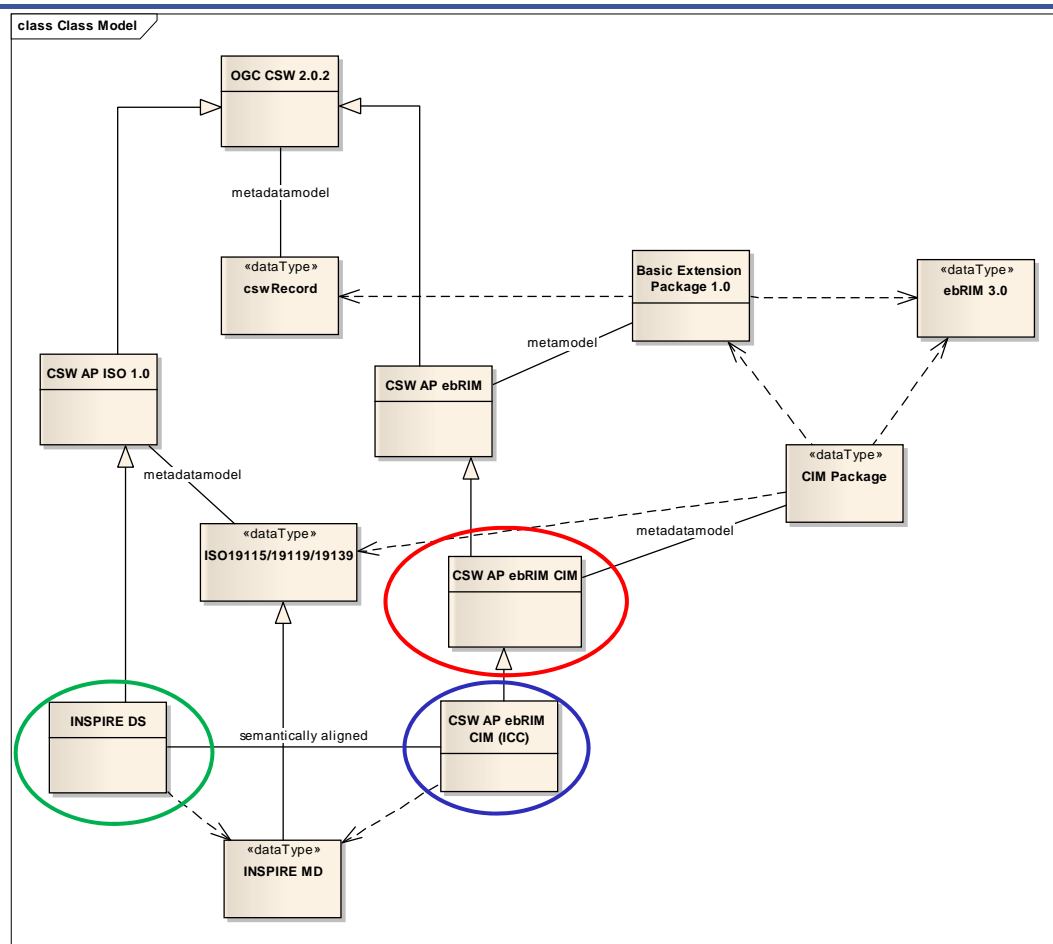 class Class Model
OGC CSW 2.0.2
metadatamodel
«dataType»
cswRecord
Basic Extension
Package 1.0
«dataType»
ebRIM 3.0
metamodel
CSW AP ISO 1.0
CSW AP ebRIM
metadatamodel
«dataType»
CIM Package
«dataType»
ISO19115/19119/19139
metadatamodel
CSW AP ebRIM CIM
INSPIRE DS
semantically aligned
CSW AP ebRIM
CIM (ICC)
«dataType»
INSPIRE MD